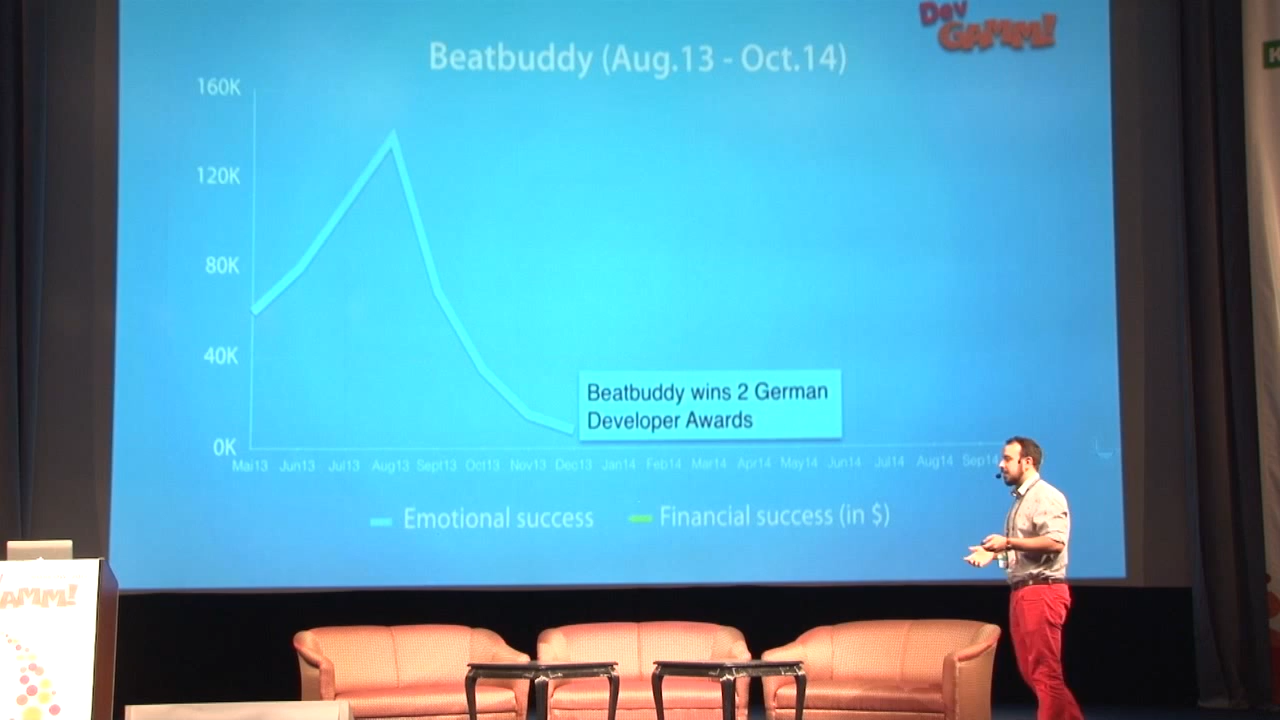 Dev
GAMM!
Beatbuddy (Aug.13 - Oct.14)
160K
120K
80K
40K
0K
Beatbuddy wins 2 German
Developer Awards
Mai13 Jun13 Jul13 Aug13 Sept13 Oct13 Nov13 Dec13 Jan14 Feb14 Mar14 Apr14 May14 Jun14 Jul14 Aug14 Sep14
Emotional success Financial success (in $)
AMM!